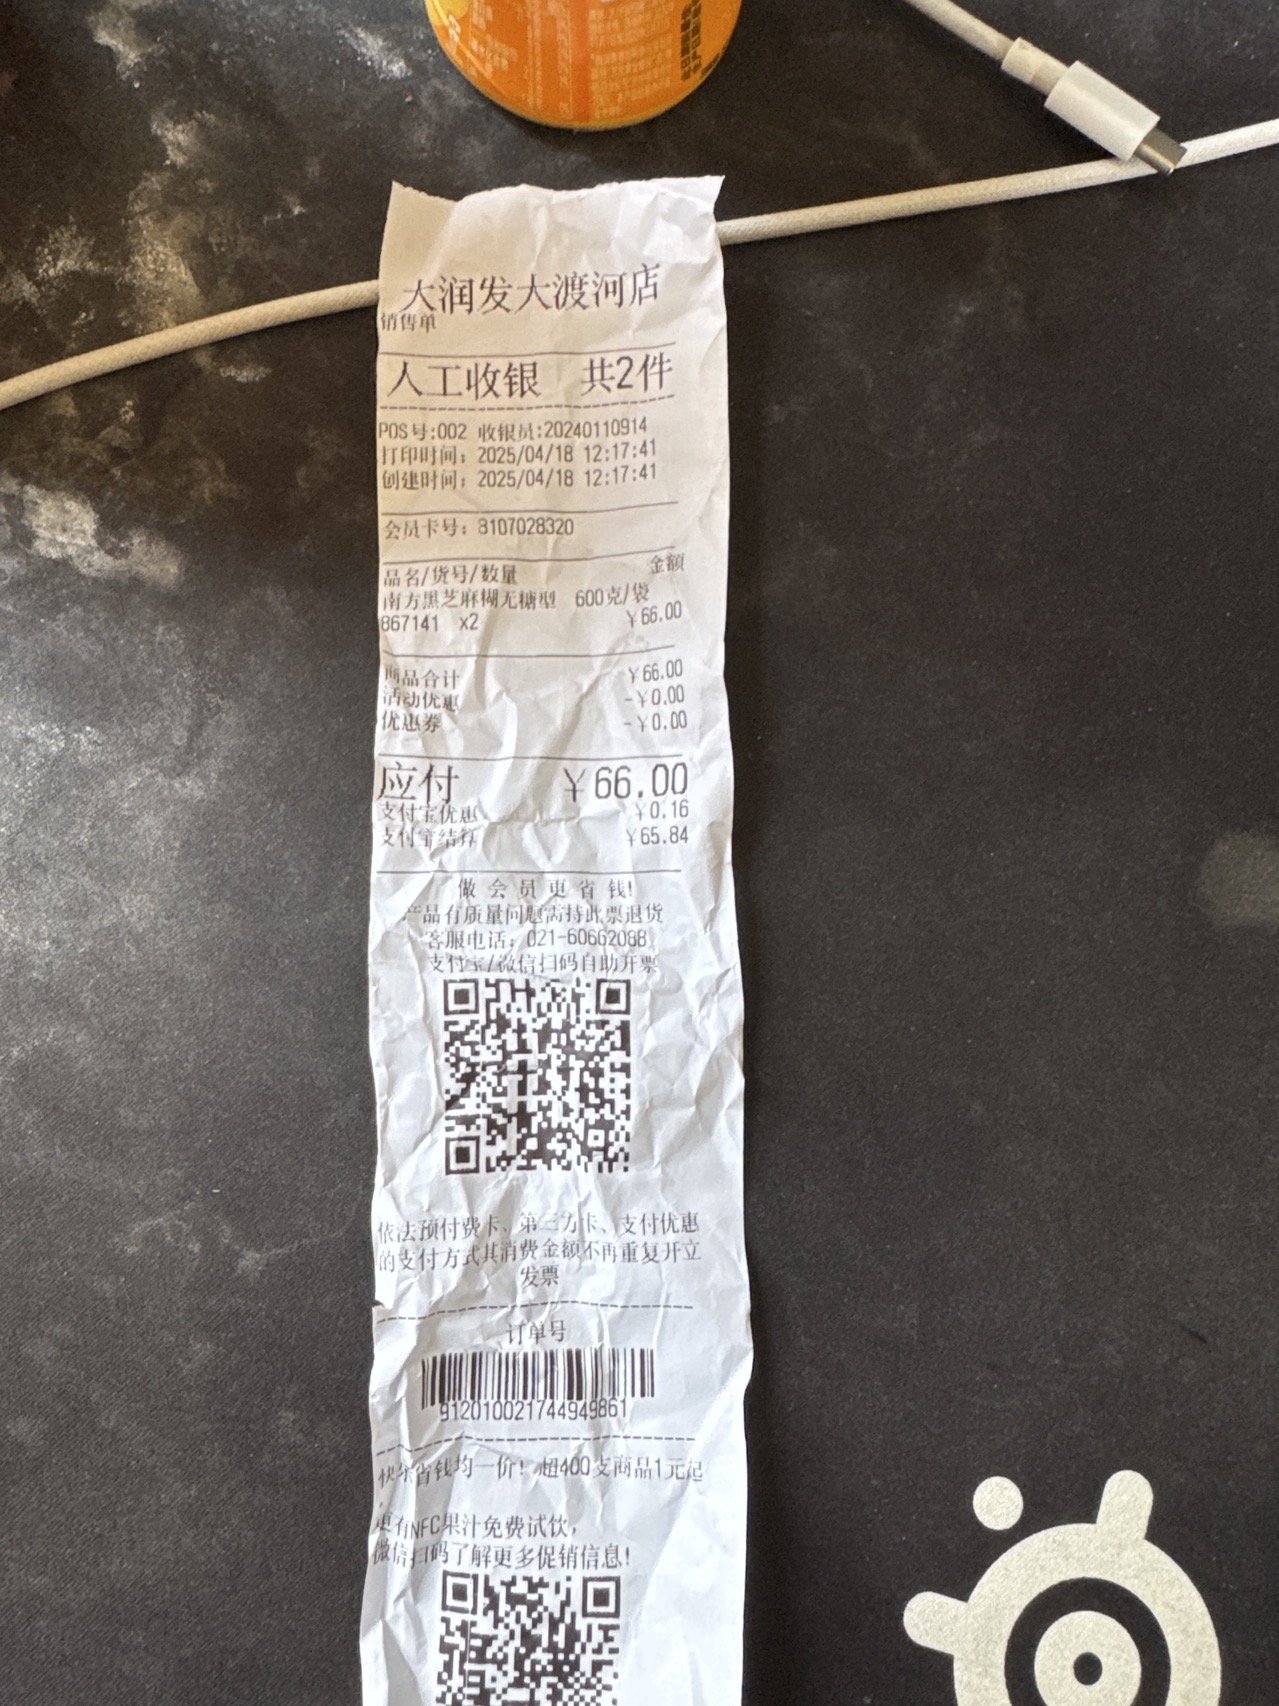 大润发大渡河店
销售单
人工收银 共2件
POS号:002 收银员:20240110914
打印时间: 2025/04/18 12:17:41
创建时间: 2025/04/18 12:17:41
会员卡号: 8107028320
品名/货号/数量 金额
南方黑芝麻糊无糖型 600克/袋
867141 x2 ¥66.00
商品合计 ¥66.00
活动优惠 -¥0.00
优惠券 -¥0.00
应付 ¥66.00
支付宝优惠 ¥0.16
支付宝结算 ¥65.84
做会员更省钱!
产品有质量问题需持此票退货
客服电话: 021-60662088
支付宝/微信扫码自助开票
依法预付费卡、第三方卡、支付优惠
的支付方式其消费金额不再重复开立
发票
订单号
912010021744949861
快乐省钱均一价! 超400支商品1元起
,
更有NFC果汁免费试饮,
微信扫码了解更多促销信息!